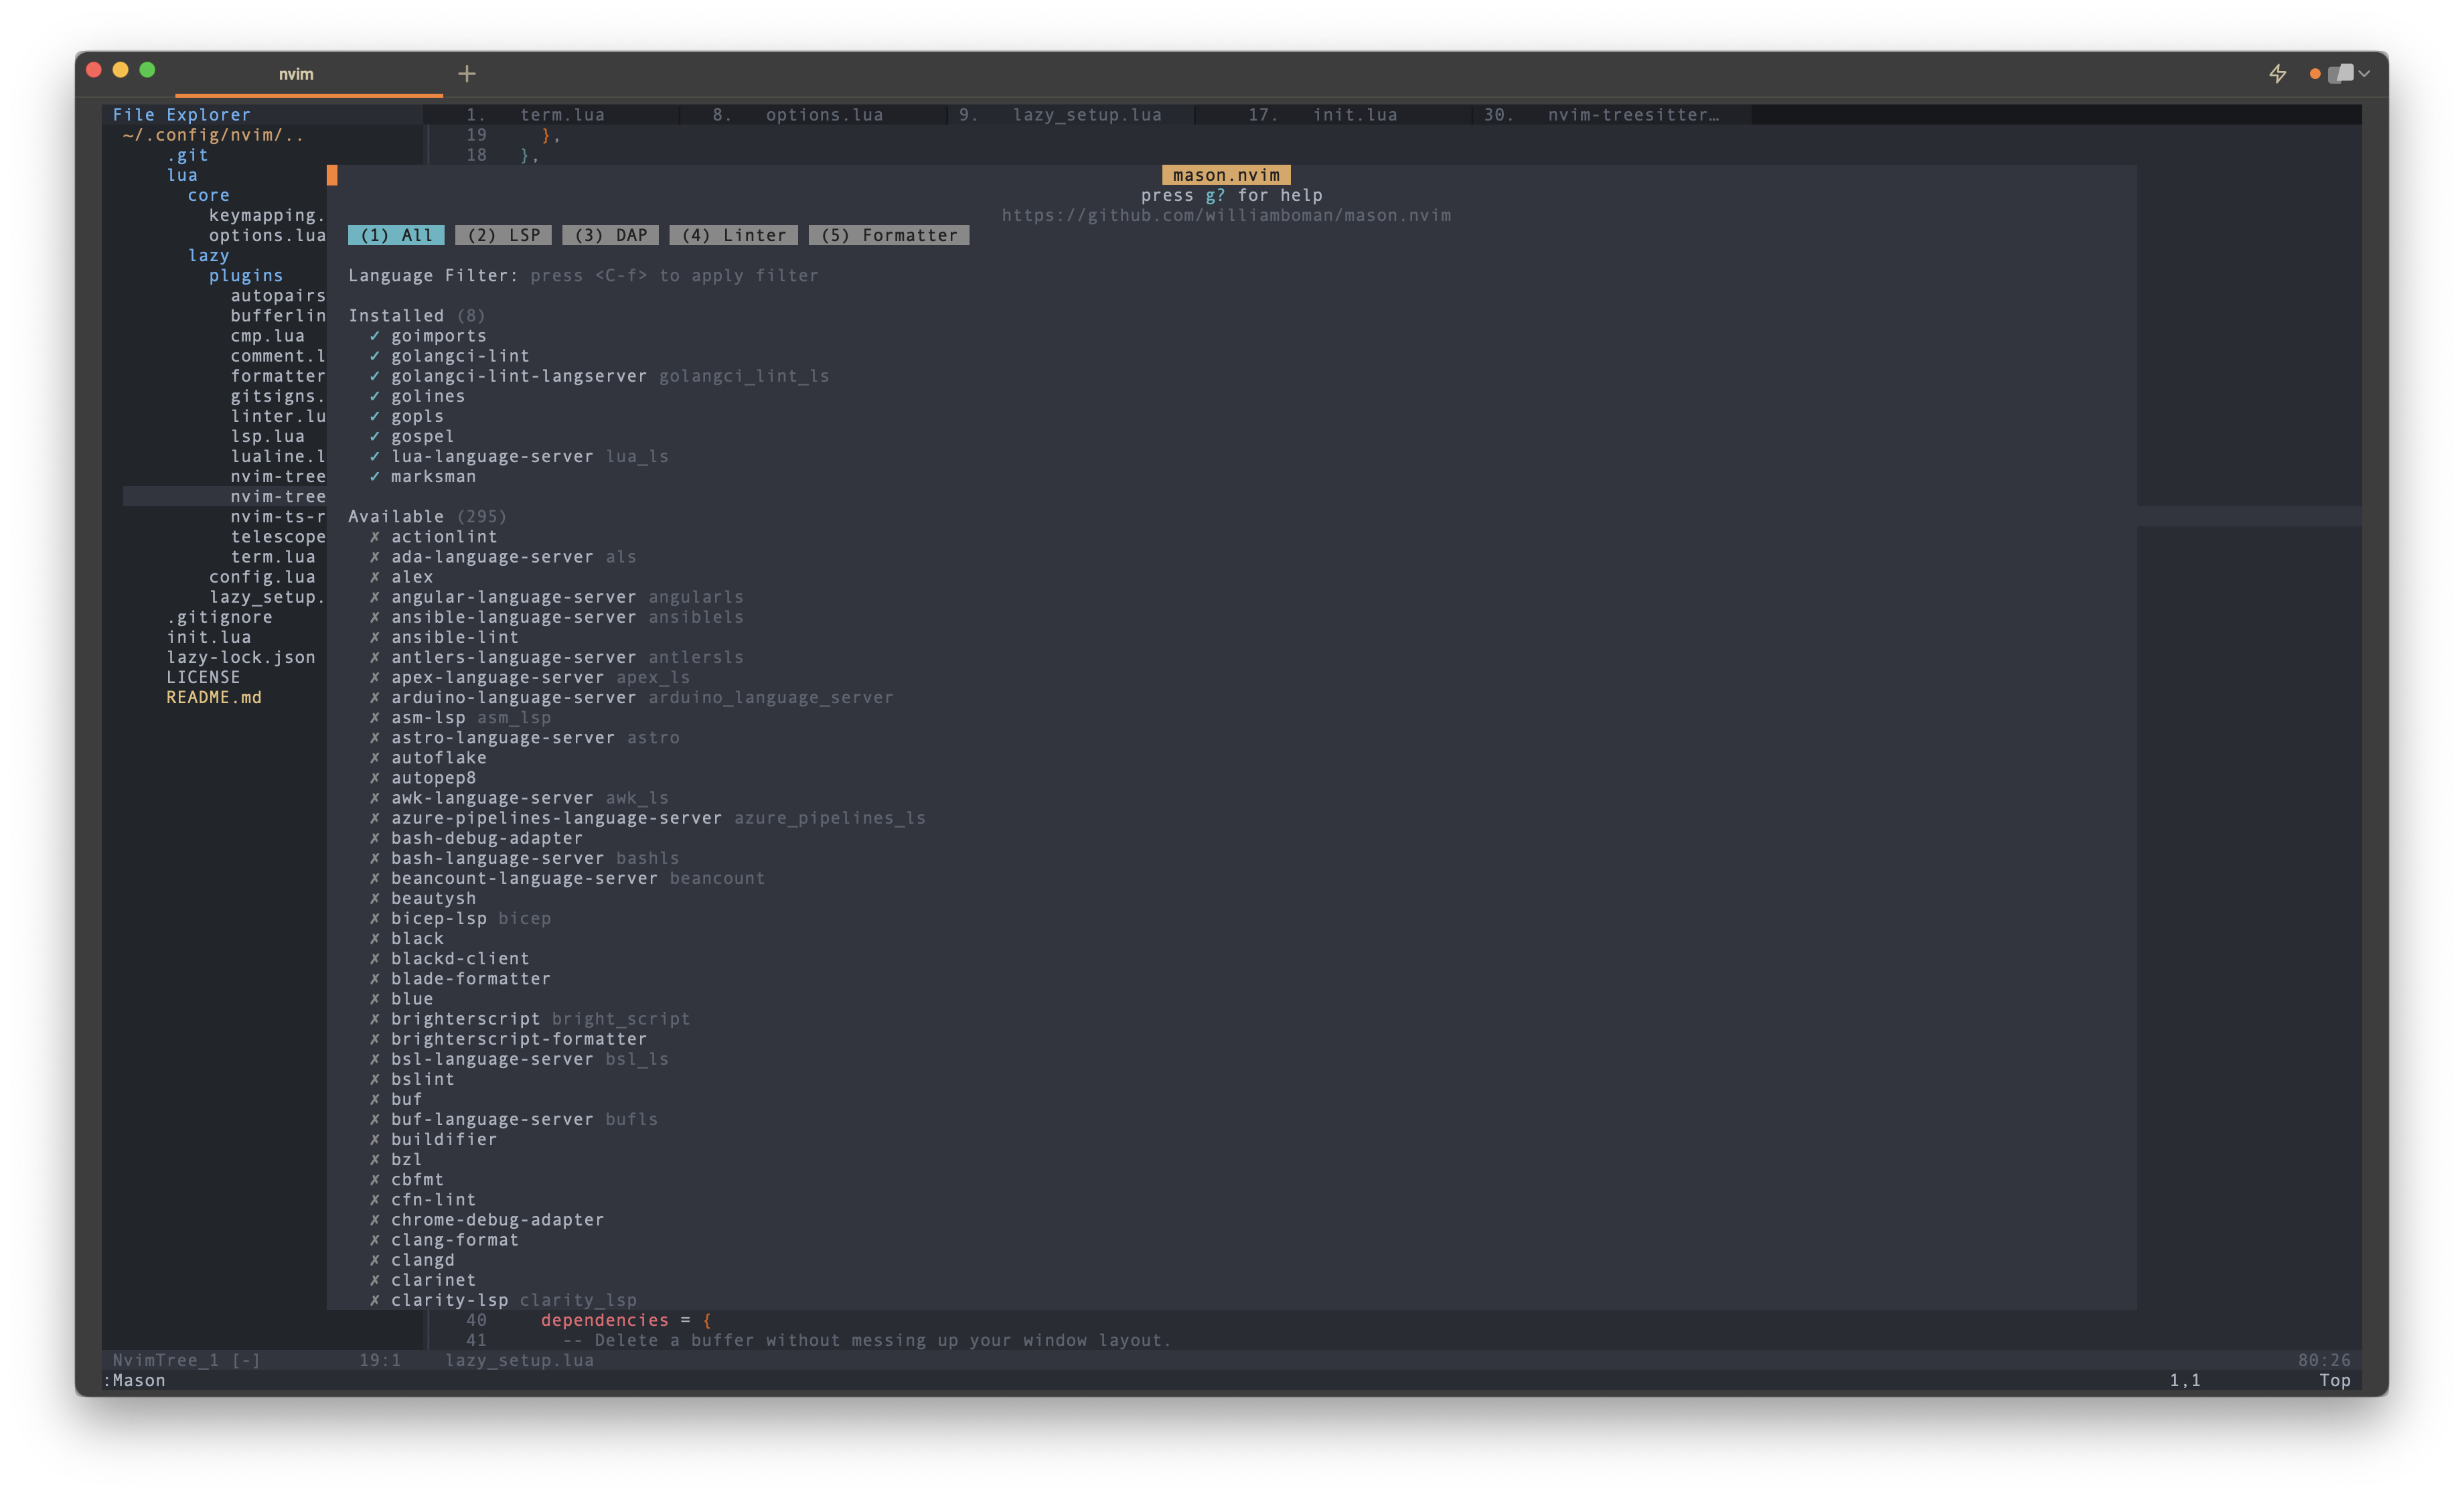 nvim
File Explorer
~/.config/nvim/..
.git
lua
core
keymapping.
options.lua
lazy
plugins
autopairs
bufferlin
cmp.lua
comment.l
formatter
gitsigns.
linter.lu
lsp.lua
lualine.l
nvim-tree
nvim-tree
nvim-ts-r
telescope
term.lua
config.lua
lazy_setup.
.gitignore
init.lua
lazy-lock.json
LICENSE
README.md
1. term.lua 8. options.lua 9. lazy_setup.lua 17. init.lua 30. nvim-treesitter…
19 },
18 },
mason.nvim
press g? for help
https://github.com/williamboman/mason.nvim
(1) All (2) LSP (3) DAP (4) Linter (5) Formatter
Language Filter: press <C-f> to apply filter
Installed (8)
✓ goimports
✓ golangci-lint
✓ golangci-lint-langserver golangci_lint_ls
✓ golines
✓ gopls
✓ gospel
✓ lua-language-server lua_ls
✓ marksman
Available (295)
✗ actionlint
✗ ada-language-server als
✗ alex
✗ angular-language-server angularls
✗ ansible-language-server ansiblels
✗ ansible-lint
✗ antlers-language-server antlersls
✗ apex-language-server apex_ls
✗ arduino-language-server arduino_language_server
✗ asm-lsp asm_lsp
✗ astro-language-server astro
✗ autoflake
✗ autopep8
✗ awk-language-server awk_ls
✗ azure-pipelines-language-server azure_pipelines_ls
✗ bash-debug-adapter
✗ bash-language-server bashls
✗ beancount-language-server beancount
✗ beautysh
✗ bicep-lsp bicep
✗ black
✗ blackd-client
✗ blade-formatter
✗ blue
✗ brighterscript bright_script
✗ brighterscript-formatter
✗ bsl-language-server bsl_ls
✗ bslint
✗ buf
✗ buf-language-server bufls
✗ buildifier
✗ bzl
✗ cbfmt
✗ cfn-lint
✗ chrome-debug-adapter
✗ clang-format
✗ clangd
✗ clarinet
✗ clarity-lsp clarity_lsp
40 dependencies = {
41 -- Delete a buffer without messing up your window layout.
NvimTree_1 [-] 19:1 lazy_setup.lua 80:26
:Mason 1,1 Top